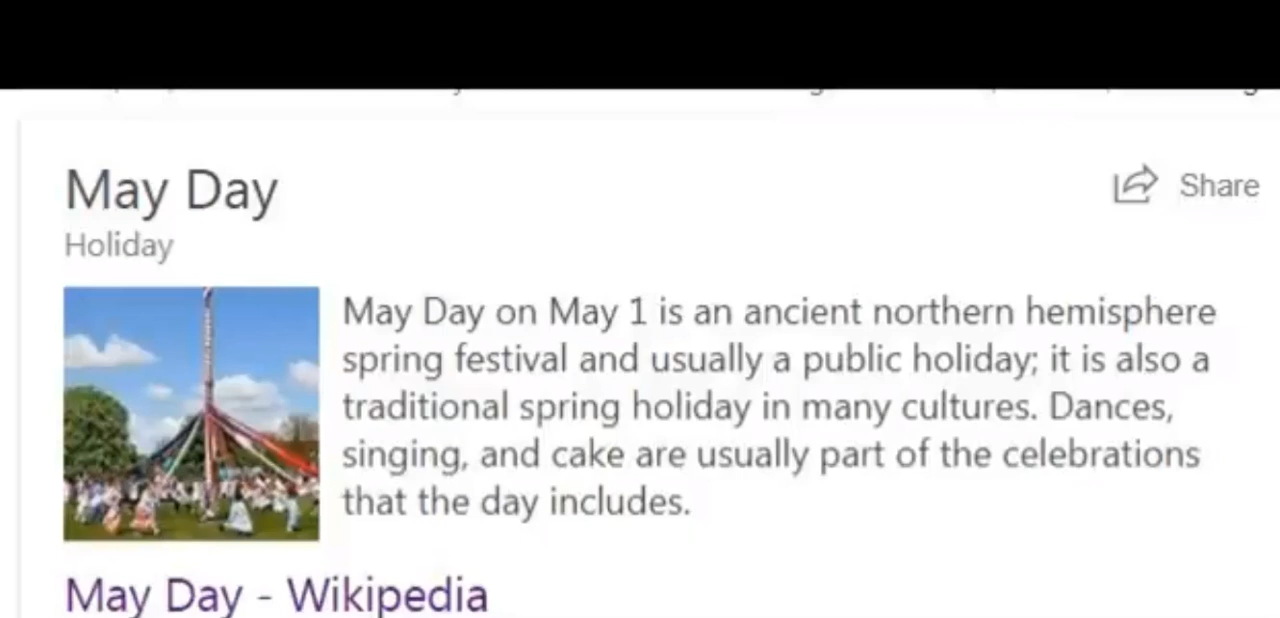 May Day
Share
Holiday
May Day on May 1 is an ancient northern hemisphere
spring festival and usually a public holiday; it is also a
traditional spring holiday in many cultures. Dances,
singing, and cake are usually part of the celebrations
that the day includes.
May Day - Wikipedia